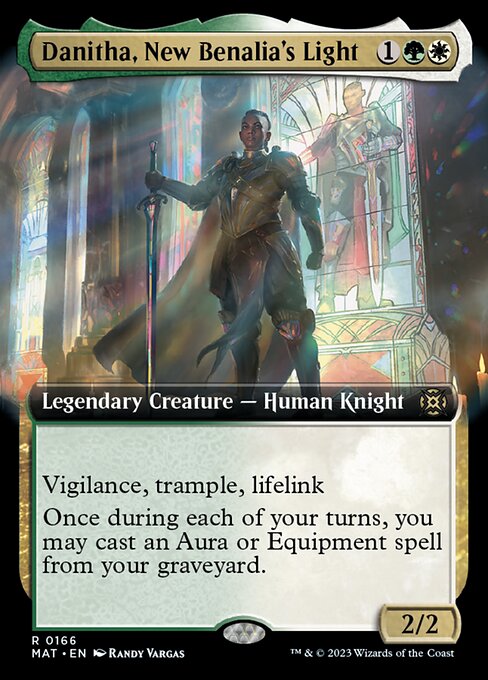 Danitha, New Benalia's Light 1
Legendary Creature — Human Knight
Vigilance, trample, lifelink
Once during each of your turns, you
may cast an Aura or Equipment spell
from your graveyard.
2/2
R 0166
MAT • EN RANDY VARGAS
™ & © 2023 Wizards of the Coast